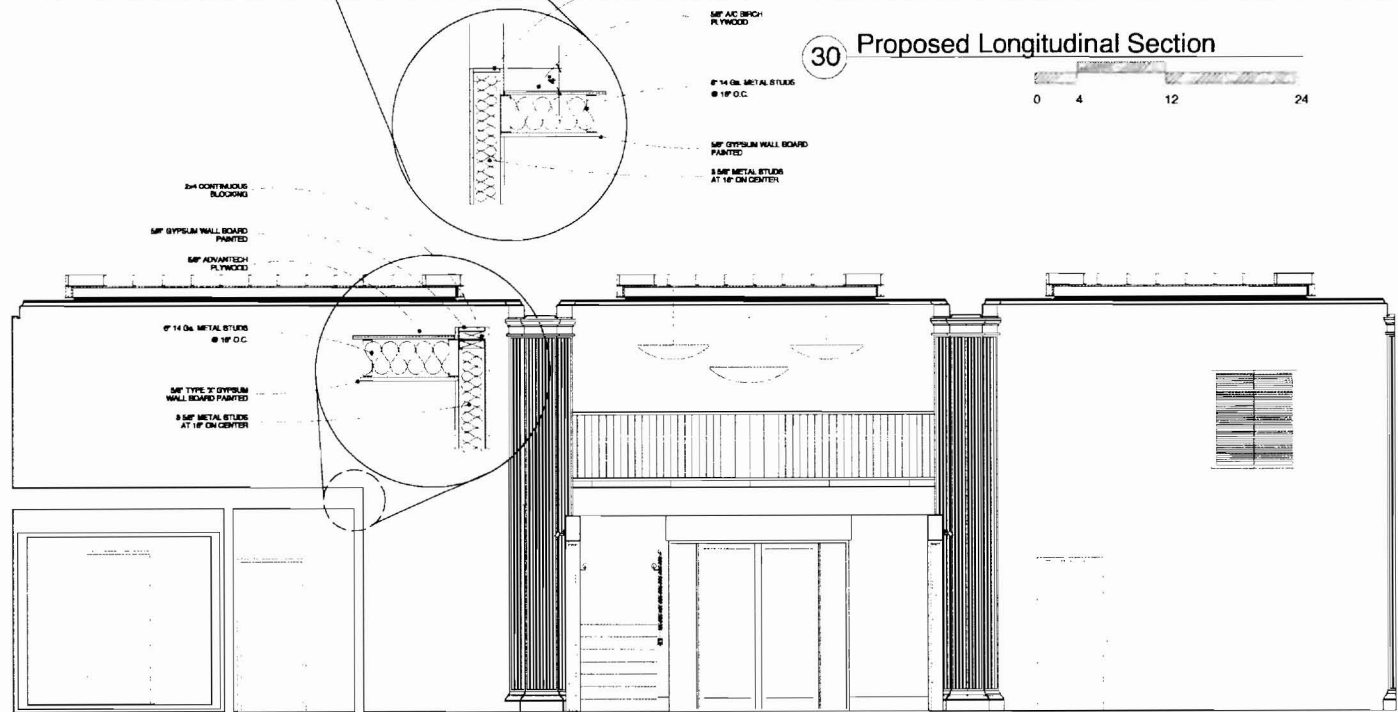 5/8" A/C BIRCH
PLYWOOD
30
Proposed Longitudinal Section
0 4 12 24
6" 14 Ga. METAL STUDS
@ 16" O.C.
5/8" GYPSUM WALL BOARD
PAINTED
3 5/8" METAL STUDS
AT 16" ON CENTER
2x4 CONTINUOUS
BLOCKING
5/8" GYPSUM WALL BOARD
PAINTED
5/8" ADVANTECH
PLYWOOD
6" 14 Ga. METAL STUDS
@ 16" O.C.
5/8" TYPE 'X' GYPSUM
WALL BOARD PAINTED
3 5/8" METAL STUDS
AT 16" ON CENTER